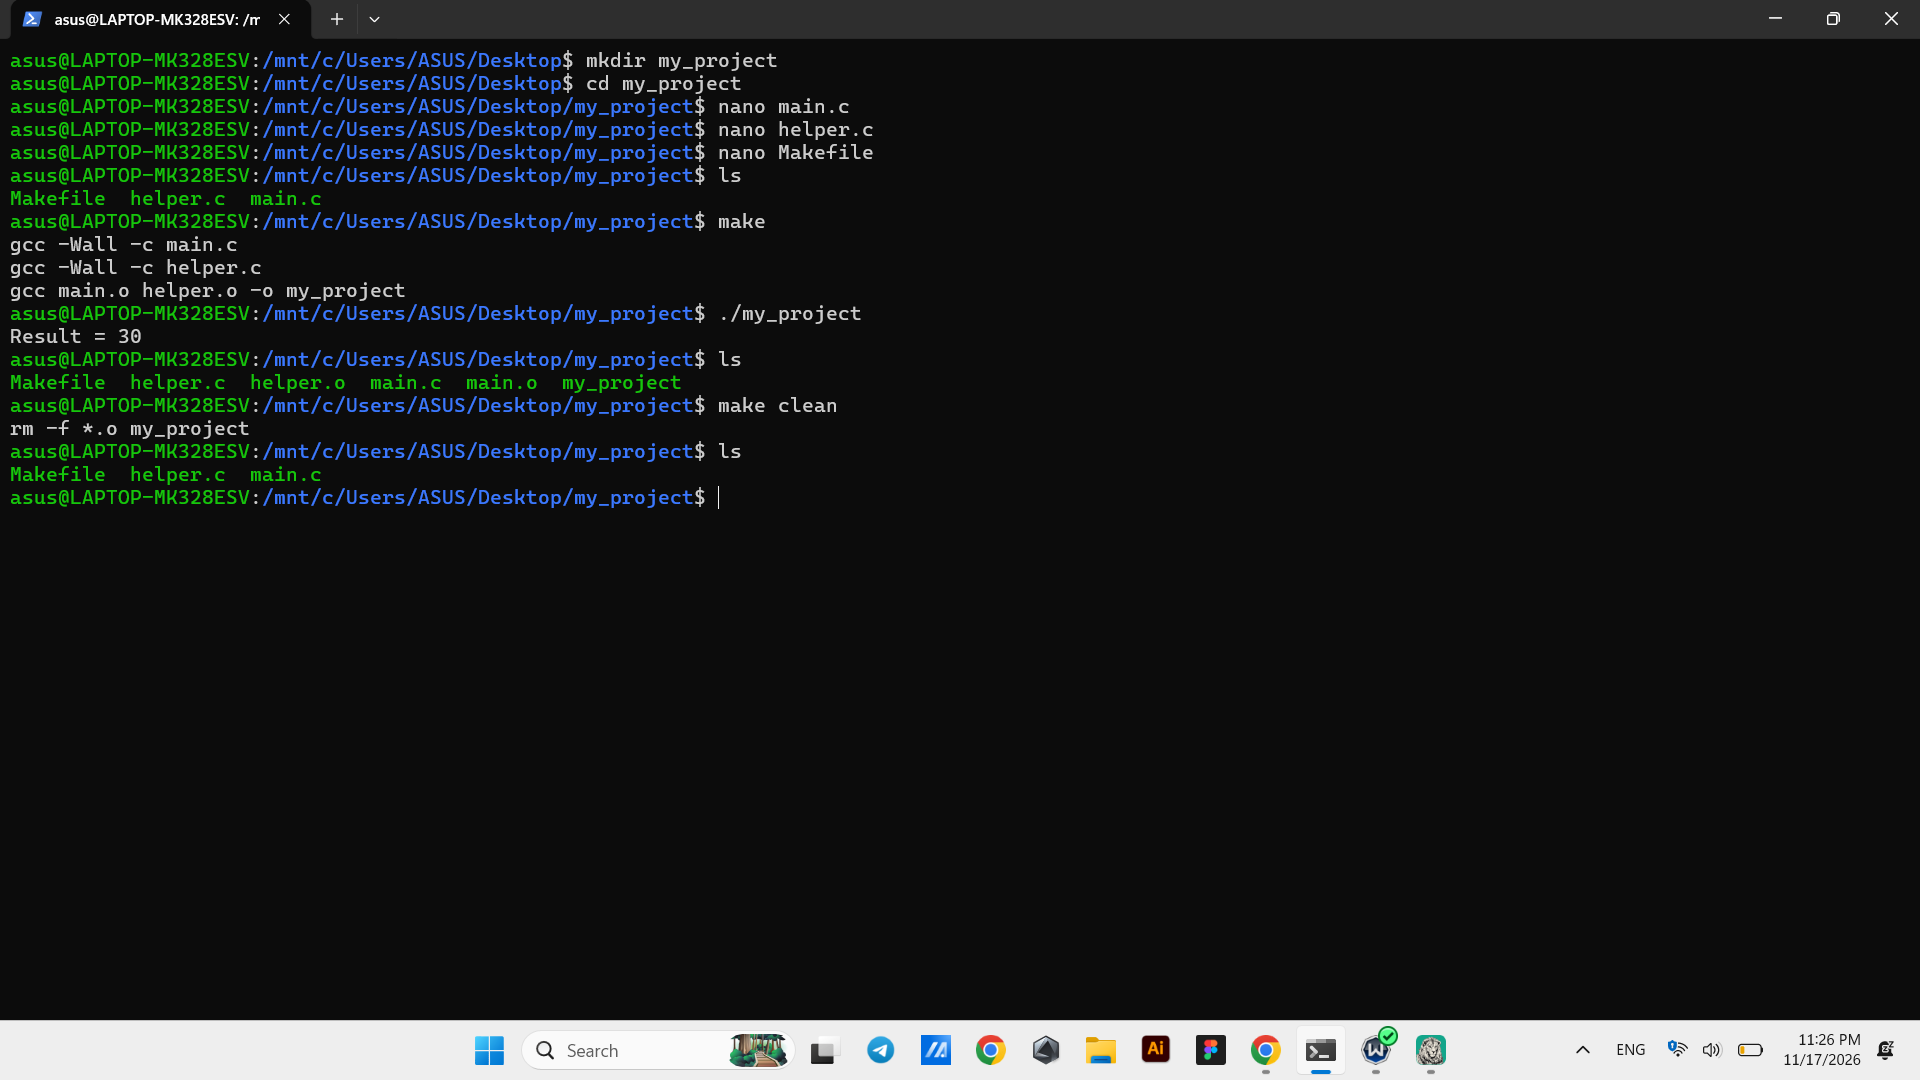 asus@LAPTOP-MK328ESV: /m
asus@LAPTOP-MK328ESV:/mnt/c/Users/ASUS/Desktop$ mkdir my_project
asus@LAPTOP-MK328ESV:/mnt/c/Users/ASUS/Desktop$ cd my_project
asus@LAPTOP-MK328ESV:/mnt/c/Users/ASUS/Desktop/my_project$ nano main.c
asus@LAPTOP-MK328ESV:/mnt/c/Users/ASUS/Desktop/my_project$ nano helper.c
asus@LAPTOP-MK328ESV:/mnt/c/Users/ASUS/Desktop/my_project$ nano Makefile
asus@LAPTOP-MK328ESV:/mnt/c/Users/ASUS/Desktop/my_project$ ls
Makefile  helper.c  main.c
asus@LAPTOP-MK328ESV:/mnt/c/Users/ASUS/Desktop/my_project$ make
gcc -Wall -c main.c
gcc -Wall -c helper.c
gcc main.o helper.o -o my_project
asus@LAPTOP-MK328ESV:/mnt/c/Users/ASUS/Desktop/my_project$ ./my_project
Result = 30
asus@LAPTOP-MK328ESV:/mnt/c/Users/ASUS/Desktop/my_project$ ls
Makefile  helper.c  helper.o  main.c  main.o  my_project
asus@LAPTOP-MK328ESV:/mnt/c/Users/ASUS/Desktop/my_project$ make clean
rm -f *.o my_project
asus@LAPTOP-MK328ESV:/mnt/c/Users/ASUS/Desktop/my_project$ ls
Makefile  helper.c  main.c
asus@LAPTOP-MK328ESV:/mnt/c/Users/ASUS/Desktop/my_project$
Search
Ai
W
ENG
11:26 PM
11/17/2026